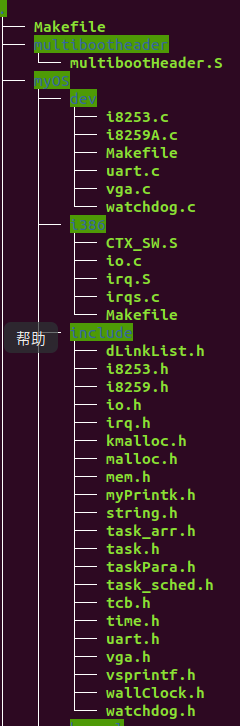 .
Makefile
multibootheader
multibootHeader.S
myOS
dev
i8253.c
i8259A.c
Makefile
uart.c
vga.c
watchdog.c
i386
CTX_SW.S
io.c
irq.S
irqs.c
Makefile
include
帮助
dLinkList.h
i8253.h
i8259.h
io.h
irq.h
kmalloc.h
malloc.h
mem.h
myPrintk.h
string.h
task_arr.h
task.h
taskPara.h
task_sched.h
tcb.h
time.h
uart.h
vga.h
vsprintf.h
wallClock.h
watchdog.h